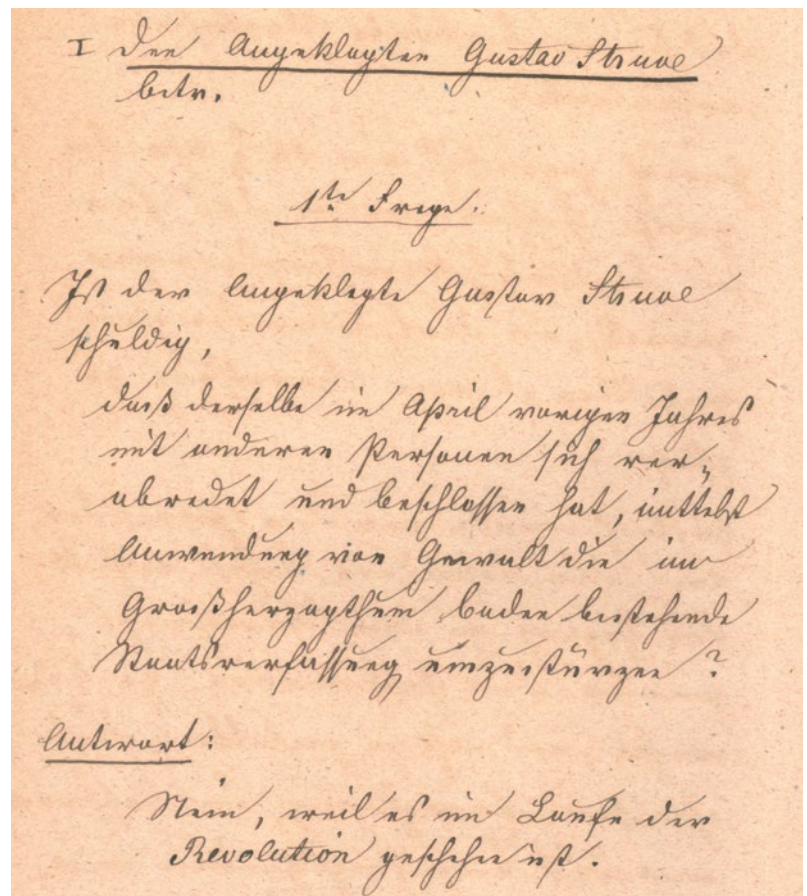 I Den Angeklagten Gustav Struve
betr.
1te Frage.
Ist der Angeklagte Gustav Struve
schuldig,
daß derselbe im April vorigen Jahres
mit anderen Personen sich ver-
abredet und beschlossen hat, mittelst
Anwendung von Gewalt die im
Großherzogthum Baden bestehende
Staatsverfassung umzustürzen?
Antwort:
Nein, weil es im Laufe der
Revolution geschehen ist.